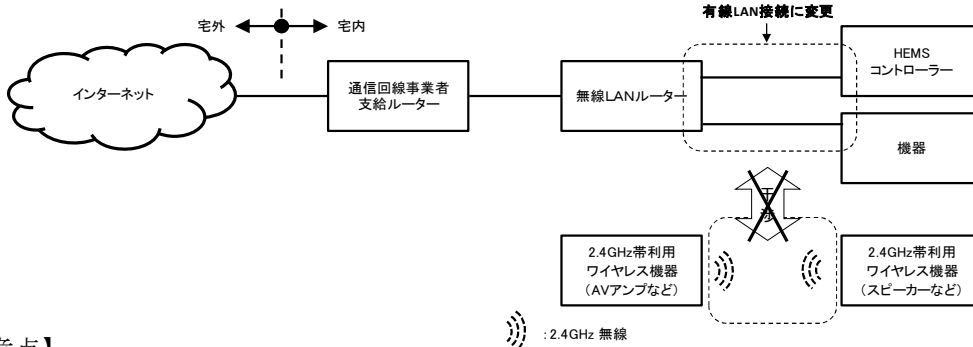 有線LAN接続に変更
宅外
宅内
インターネット
通信回線事業者
支給ルーター
無線LANルーター
HEMS
コントローラー
機器
干渉
2.4GHz帯利用
ワイヤレス機器
(AVアンプなど)
2.4GHz帯利用
ワイヤレス機器
(スピーカーなど)
:2.4GHz 無線
点】